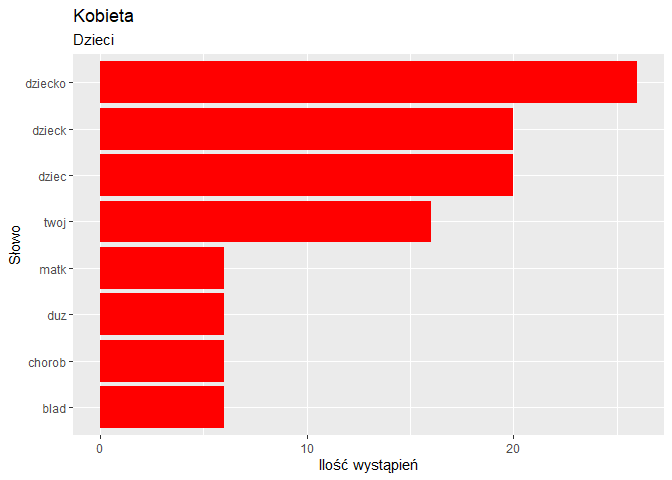 Kobieta
Dzieci
dziecko
dzieck
dziec
twoj
matk
duz
chorob
blad
Słowo
0
10
20
Ilość wystąpień